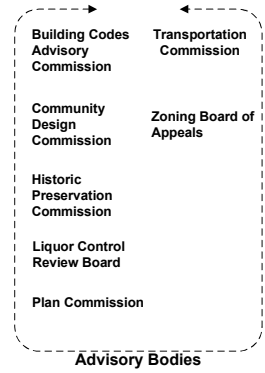 Building Codes
Advisory
Commission
Community
Design
Commission
Historic
Preservation
Commission
Liquor Control
Review Board
Plan Commission
Transportation
Commission
Zoning Board of
Appeals
Advisory Bodies